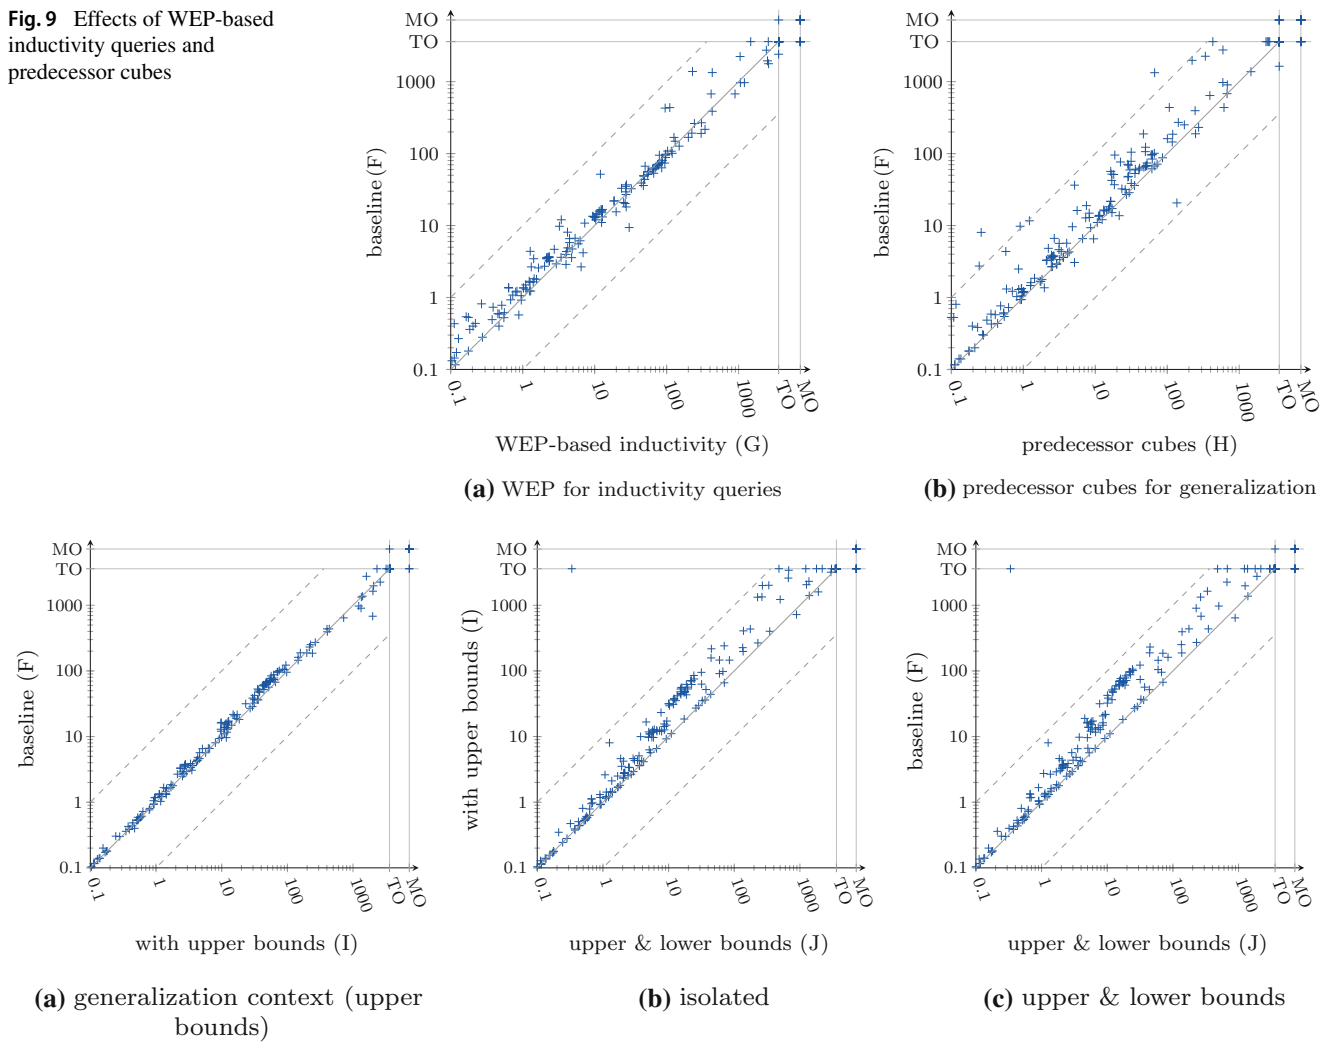 Fig. 9 Effects of WEP-based
inductivity queries and
predecessor cubes
MO
TO
1000
100
10
1
0.1
baseline (F)
0.1
1
10
100
1000
TO
MO
WEP-based inductivity (G)
(a) WEP for inductivity queries
MO
TO
1000
100
10
1
0.1
baseline (F)
0.1
1
10
100
1000
TO
MO
predecessor cubes (H)
(b) predecessor cubes for generalization
MO
TO
1000
100
10
1
0.1
baseline (F)
0.1
1
10
100
1000
TO
MO
with upper bounds (I)
(a) generalization context (upper
bounds)
MO
TO
1000
100
10
1
0.1
with upper bounds (I)
0.1
1
10
100
1000
TO
MO
upper & lower bounds (J)
(b) isolated
MO
TO
1000
100
10
1
0.1
baseline (F)
0.1
1
10
100
1000
TO
MO
upper & lower bounds (J)
(c) upper & lower bounds